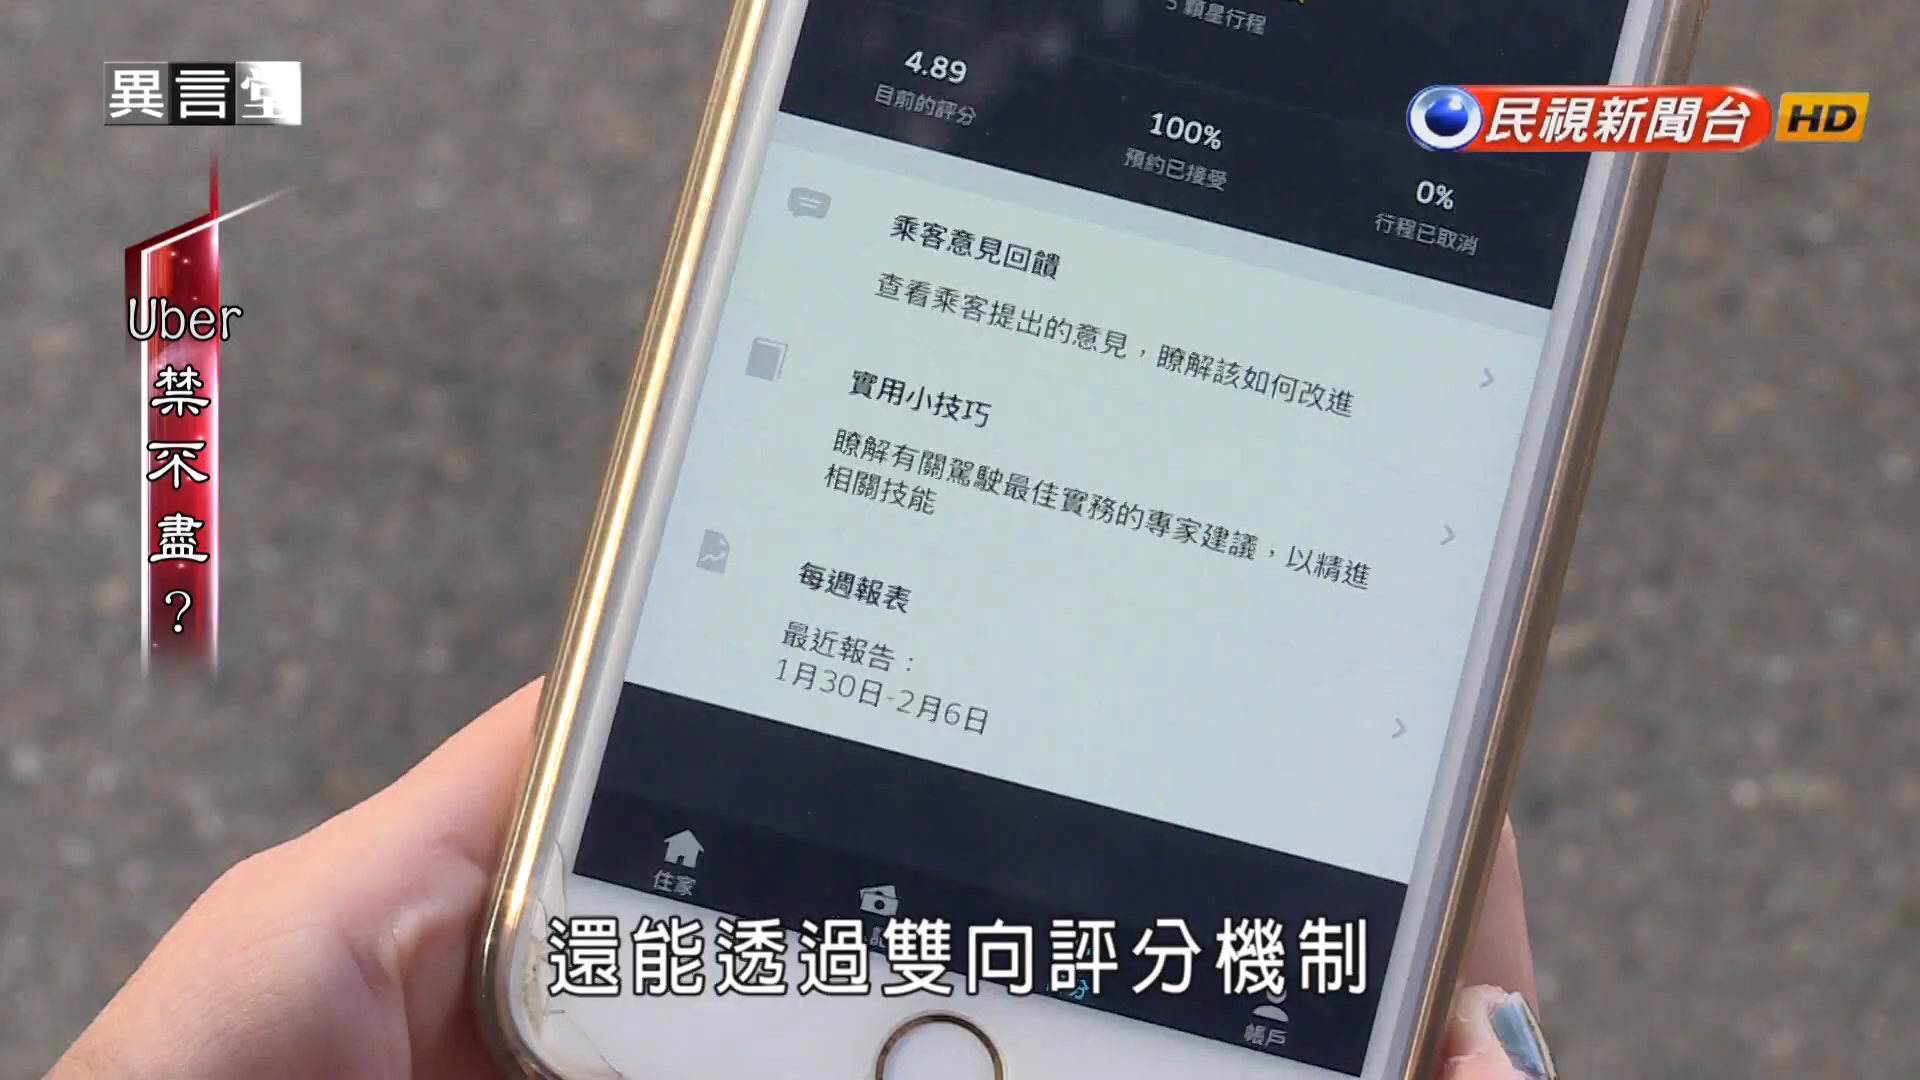 異言堂
民視新聞台 HD
Uber
禁
不
盡
？
5 顆星行程
4.89
目前的評分
100%
預約已接受
0%
行程已取消
乘客意見回饋
查看乘客提出的意見，瞭解該如何改進
實用小技巧
瞭解有關駕駛最佳實務的專家建議，以精進
相關技能
每週報表
最近報告：
1月30日-2月6日
住家
帳戶
還能透過雙向評分機制